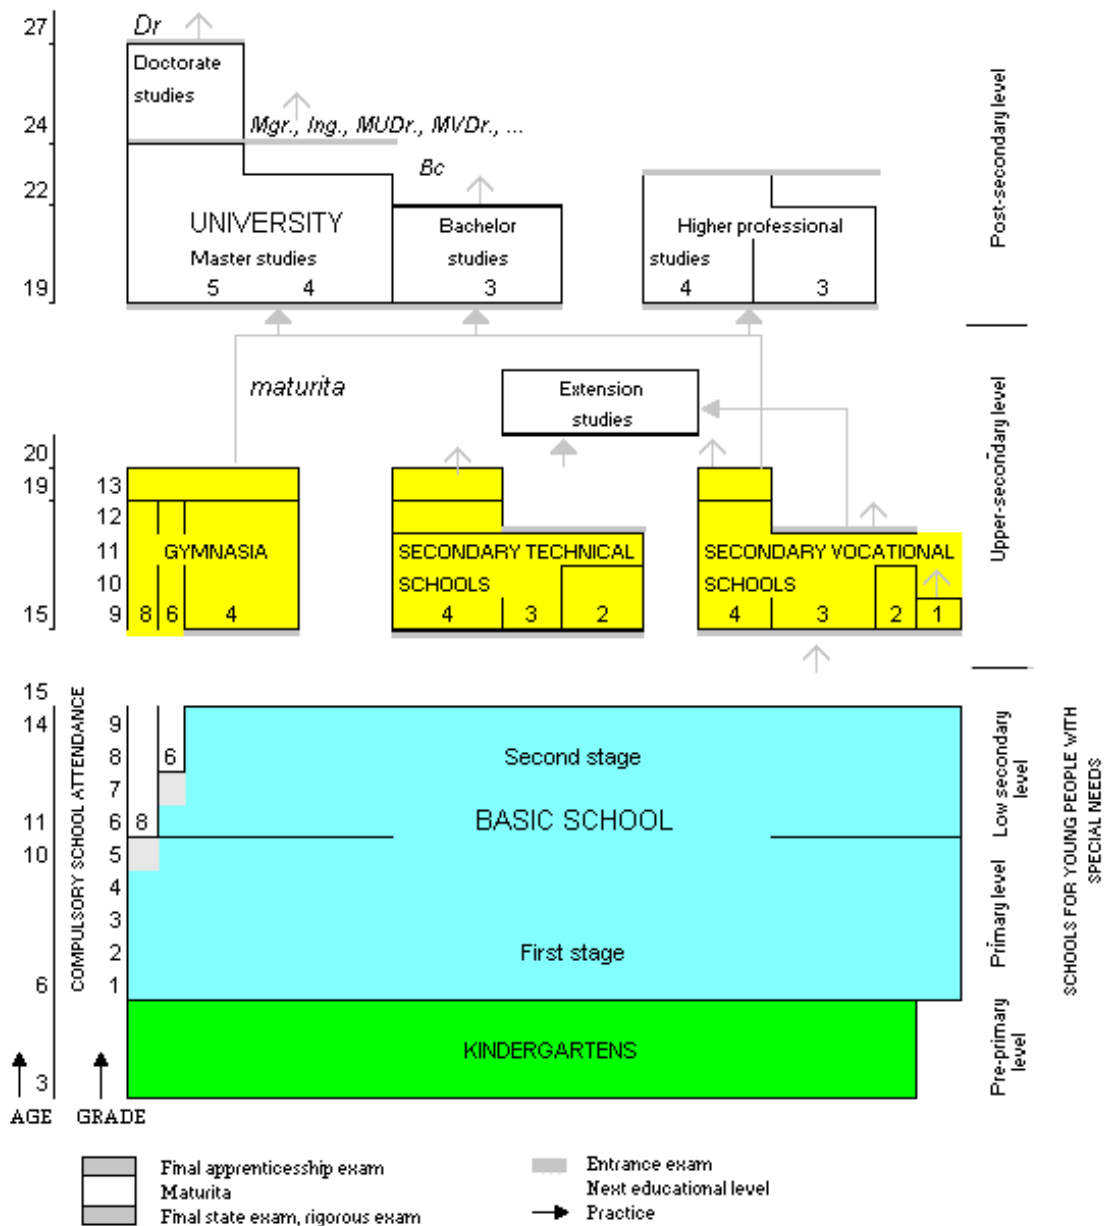 27
Dr
Doctorate
studies
24
Mgr., Ing., MUDr., MVDr., ...
Bc
22
UNIVERSITY
Master studies
5 4
Bachelor
studies
3
Higher professional
studies
4 3
19
Post-secondary level
maturita
Extension
studies
20
19
13
12
11
10
9
15
GYMNASIA
8 6 4
SECONDARY TECHNICAL
SCHOOLS
4 3 2
SECONDARY VOCATIONAL
SCHOOLS
4 3 2 1
Upper-secondary level
15
14
11
10
6
3
COMPULSORY SCHOOL ATTENDANCE
9
8
7
6
5
4
3
2
1
6
8
Second stage
BASIC SCHOOL
First stage
KINDERGARTENS
Low secondary
level
Primary level
Pre-primary
level
SCHOOLS FOR YOUNG PEOPLE WITH
SPECIAL NEEDS
AGE GRADE
Final apprenticesship exam
Maturita
Final state exam, rigorous exam
Entrance exam
Next educational level
Practice